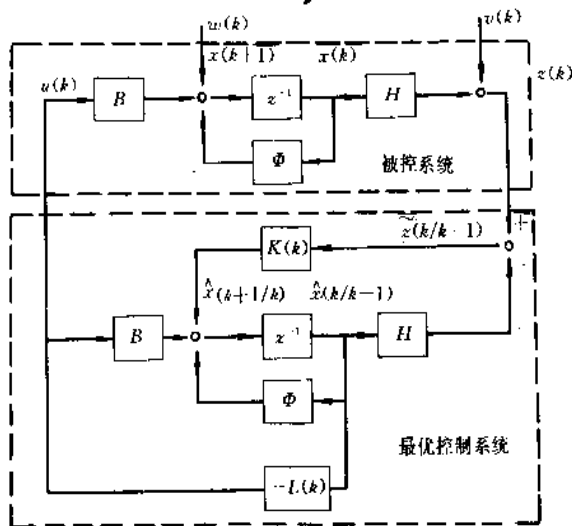 w(k)
v(k)
x(k+1)
x(k)
z(k)
u(k)
B
z⁻¹
H
Φ
被控系统
+
z̃(k/k-1)
K(k)
x̂(k+1/k)
x̂(k/k-1)
B
z⁻¹
H
Φ
最优控制系统
-L(k)